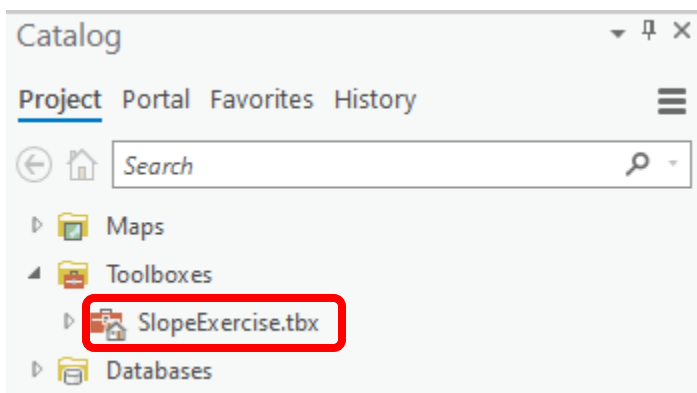 Catalog
Project Portal Favorites History
Search
Maps
Toolboxes
SlopeExercise.tbx
Databases